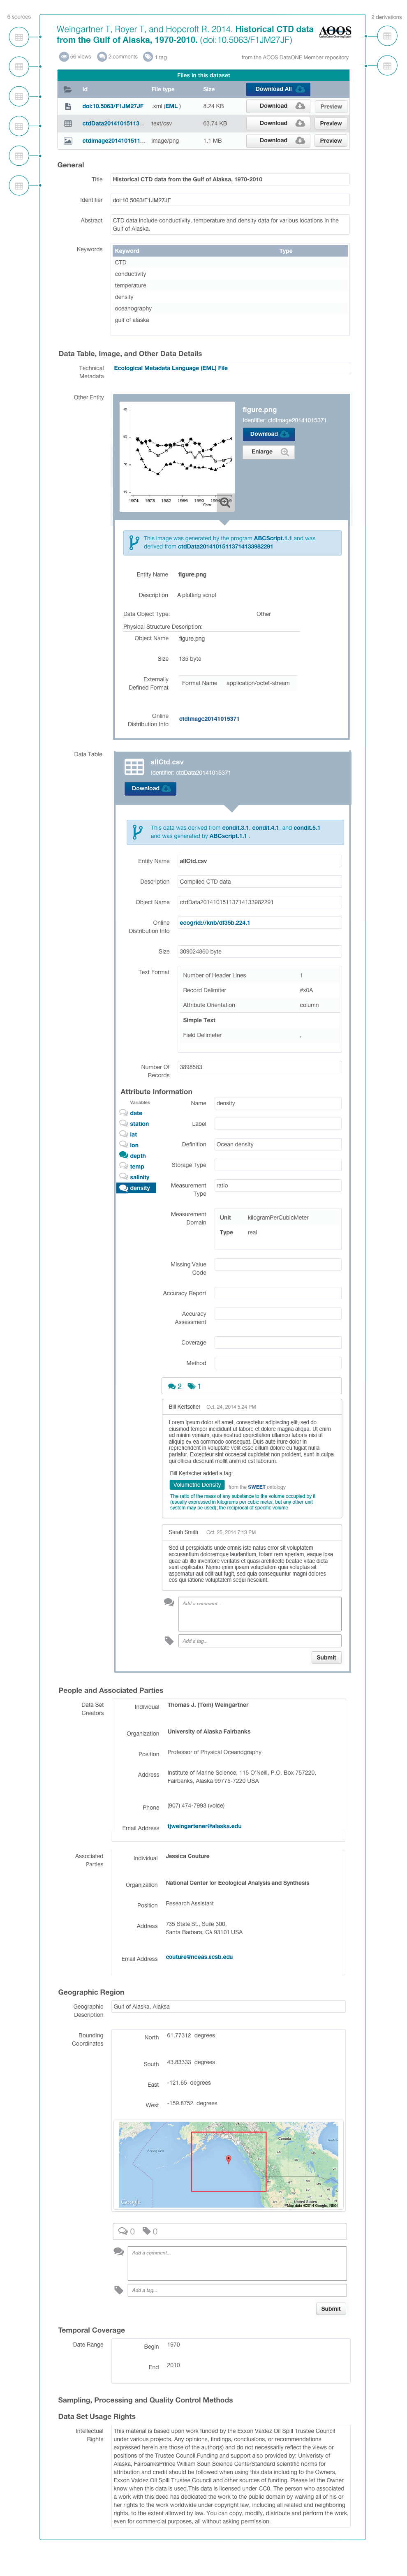 6 sources
2 derivations
Weingartner T, Royer T, and Hopcroft R. 2014. Historical CTD data
from the Gulf of Alaska, 1970-2010. (doi:10.5063/F1JM27JF)
AOOS
56 views 2 comments 1 tag
from the AOOS DataONE Member repository
Files in this dataset
Id File type Size Download All
doi:10.5063/F1JM27JF .xml (EML ) 8.24 KB Download Preview
ctdData20141015113... text/csv 63.74 KB Download Preview
ctdImage2014101511... image/png 1.1 MB Download Preview
General
Title Historical CTD data from the Gulf of Alaksa, 1970-2010
Identifier doi:10.5063/F1JM27JF
Abstract CTD data include conductivity, temperature and density data for various locations in the
Gulf of Alaska.
Keywords Keyword Type
CTD
conductivity
temperature
density
oceanography
gulf of alaska
Data Table, Image, and Other Data Details
Technical
Metadata
Ecological Metadata Language (EML) File
Other Entity
figure.png
Identifier: ctdImage20141015371
Download
Enlarge
1974 1978 1982 1986 1990 1994
Year
This image was generated by the program ABCScript.1.1 and was
derived from ctdData20141015113714133982291
Entity Name figure.png
Description A plotting script
Data Object Type: Other
Physical Structure Description:
Object Name figure.png
Size 135 byte
Externally
Defined Format
Format Name application/octet-stream
Online
Distribution Info
ctdImage20141015371
Data Table
allCtd.csv
Identifier: ctdData20141015371
Download
This data was derived from condit.3.1, condit.4.1. and condit.5.1
and was generated by ABCscript.1.1 .
Entity Name allCtd.csv
Description Compiled CTD data
Object Name ctdData20141015113714133982291
Online
Distribution Info
ecogrid://knb/df35b.224.1
Size 309024860 byte
Text Format
Number of Header Lines 1
Record Delimiter #x0A
Attribute Orientation column
Simple Text
Field Delimeter ,
Number Of
Records
3898583
Attribute Information
Variables
date
station
lat
lon
depth
temp
salinity
density
Name density
Label
Definition Ocean density
Storage Type
Measurement
Type
ratio
Measurement
Domain
Unit kilogramPerCubicMeter
Type real
Missing Value
Code
Accuracy Report
Accuracy
Assessment
Coverage
Method
2 1
Bill Kertscher Oct. 24, 2014 5:24 PM
Lorem ipsum dolor sit amet, consectetur adipiscing elit, sed do
eiusmod tempor incididunt ut labore et dolore magna aliqua. Ut enim
ad minim veniam, quis nostrud exercitation ullamco laboris nisi ut
aliquip ex ea commodo consequat. Duis aute irure dolor in
reprehenderit in voluptate velit esse cillum dolore eu fugiat nulla
pariatur. Excepteur sint occaecat cupidatat non proident, sunt in culpa
qui officia deserunt mollit anim id est laborum.
Bill Kertscher added a tag:
Volumetric Density from the SWEET ontology
The ratio of the mass of any substance to the volume occupied by it
(usually expressed in kilograms per cubic meter, but any other unit
system may be used); the reciprocal of specific volume
Sarah Smith Oct. 25, 2014 7:13 PM
Sed ut perspiciatis unde omnis iste natus error sit voluptatem
accusantium doloremque laudantium, totam rem aperiam, eaque ipsa
quae ab illo inventore veritatis et quasi architecto beatae vitae dicta
sunt explicabo. Nemo enim ipsam voluptatem quia voluptas sit
aspernatur aut odit aut fugit, sed quia consequuntur magni dolores
eos qui ratione voluptatem sequi nesciunt.
Add a comment...
Add a tag...
Submit
People and Associated Parties
Data Set
Creators
Individual Thomas J. (Tom) Weingartner
Organization University of Alaska Fairbanks
Position Professor of Physical Oceanography
Address Institute of Marine Science, 115 O'Neill, P.O. Box 757220,
Fairbanks, Alaska 99775-7220 USA
Phone (907) 474-7993 (voice)
Email Address tjweingartener@alaska.edu
Associated
Parties
Individual Jessica Couture
Organization National Center for Ecological Analysis and Synthesis
Position Research Assistant
Address 735 State St., Suite 300.
Santa Barbara, CA 93101 USA
Email Address couture@nceas.ucsb.edu
Geographic Region
Geographic
Description
Gulf of Alaska, Alaksa
Bounding
Coordinates
North 61.77312 degrees
South 43.83333 degrees
East -121.65 degrees
West -159.8752 degrees
Canada
United States
Google
Map data ©2014 Google, INEGI
0 0
Add a comment...
Add a tag...
Submit
Temporal Coverage
Date Range Begin 1970
End 2010
Sampling, Processing and Quality Control Methods
Data Set Usage Rights
Intellectual
Rights
This material is based upon work funded by the Exxon Valdez Oil Spill Trustee Council
under various projects. Any opinions, findings, conclusions, or recommendations
expressed herein are those of the author(s) and do not necessarily reflect the views or
positions of the Trustee Council.Funding and support also provided by: Univeristy of
Alaska, FairbanksPrince William Soun Science CenterStandard scientific norms for
attribution and credit should be followed when using this data including to the Owners,
Exxon Valdez Oil Spill Trustee Council and other sources of funding. Please let the Owner
know when this data is used.This data is licensed under CC0. The person who associated
a work with this deed has dedicated the work to the public domain by waiving all of his or
her rights to the work worldwide under copyright law, including all related and neighboring
rights, to the extent allowed by law. You can copy, modify, distribute and perform the work,
even for commercial purposes, all without asking permission.